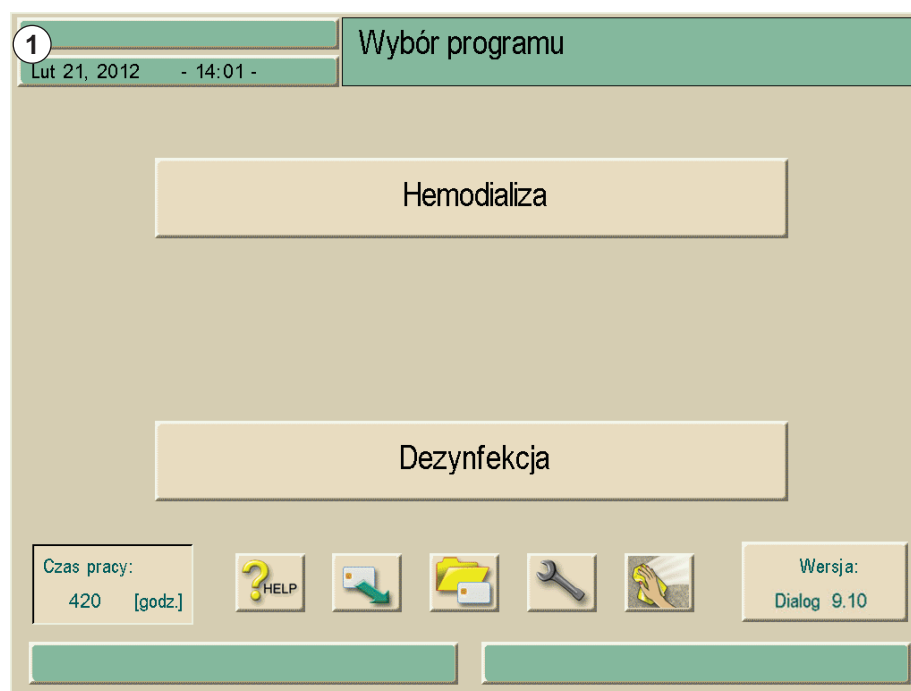 1
Wybór programu
Lut 21, 2012 - 14:01 -
Hemodializa
Dezynfekcja
Czas pracy:
420 [godz.]
HELP
Wersja:
Dialog 9.10